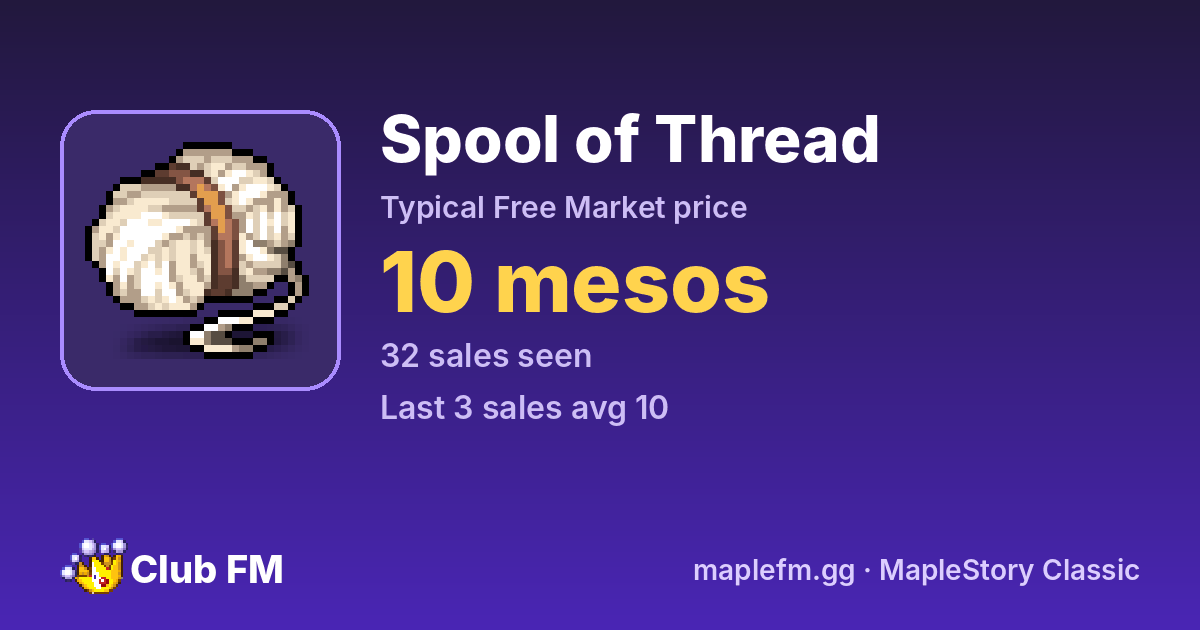 Spool of Thread
Typical Free Market price
10 mesos
32 sales seen
Last 3 sales avg 10
Club FM
maplefm.gg · MapleStory Classic